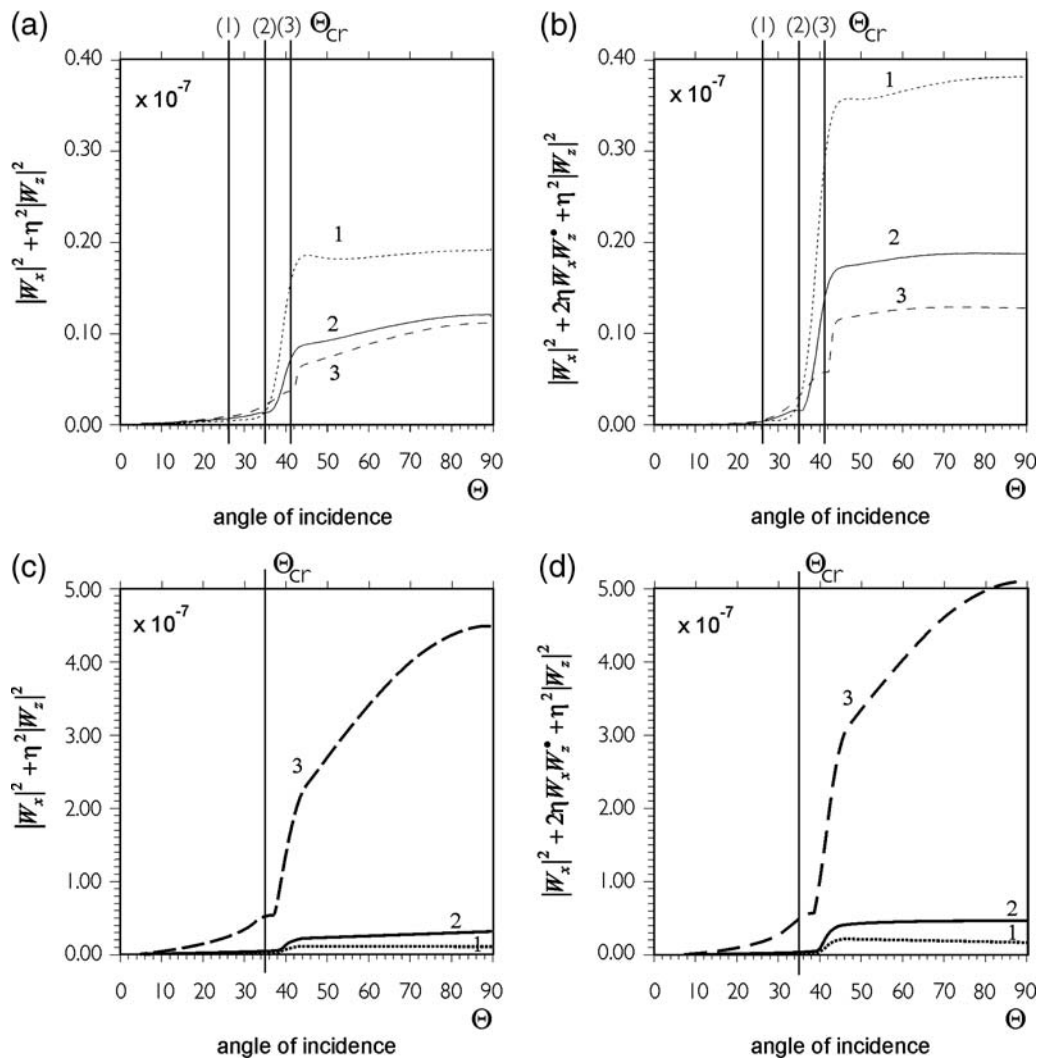 (a)
(1) (2) (3) Θcr
0.40
0.30
0.20
0.10
0.00
x 10⁻⁷
|Wx|² + η²|Wz|²
1
2
3
0 10 20 30 40 50 60 70 80 90
Θ
angle of incidence
(b)
(1) (2) (3) Θcr
0.40
0.30
0.20
0.10
0.00
x 10⁻⁷
|Wx|² + 2ηWxWz• + η²|Wz|²
1
2
3
0 10 20 30 40 50 60 70 80 90
Θ
angle of incidence
(c)
Θcr
5.00
4.00
3.00
2.00
1.00
0.00
x 10⁻⁷
|Wx|² + η²|Wz|²
3
2
1
0 10 20 30 40 50 60 70 80 90
Θ
angle of incidence
(d)
Θcr
5.00
4.00
3.00
2.00
1.00
0.00
x 10⁻⁷
|Wx|² + 2ηWxWz• + η²|Wz|²
3
2
1
0 10 20 30 40 50 60 70 80 90
Θ
angle of incidence